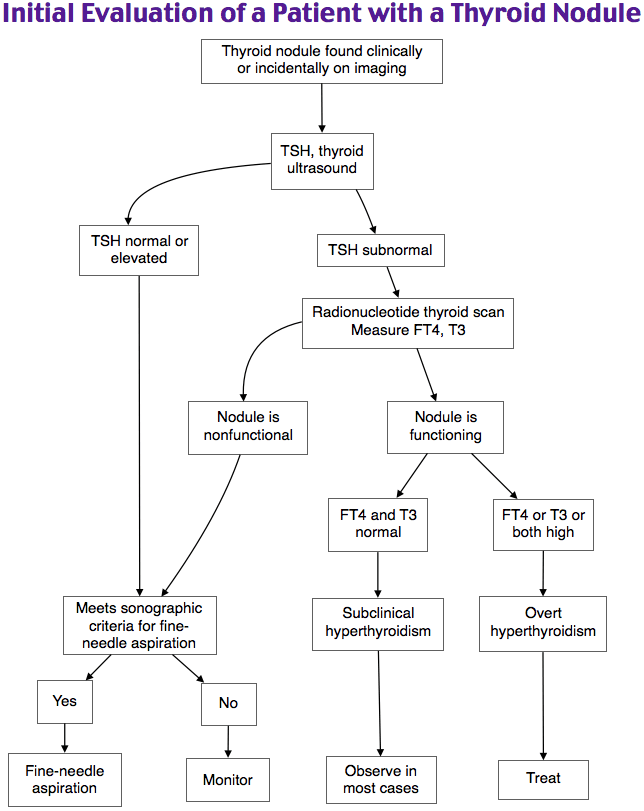 Initial Evaluation of a Patient with a Thyroid Nodule
Thyroid nodule found clinically
or incidentally on imaging
TSH, thyroid
ultrasound
TSH normal or
elevated
TSH subnormal
Radionucleotide thyroid scan
Measure FT4, T3
Nodule is
nonfunctional
Nodule is
functioning
FT4 and T3
normal
FT4 or T3 or
both high
Meets sonographic
criteria for fine-
needle aspiration
Subclinical
hyperthyroidism
Overt
hyperthyroidism
Yes
No
Fine-needle
aspiration
Monitor
Observe in
most cases
Treat